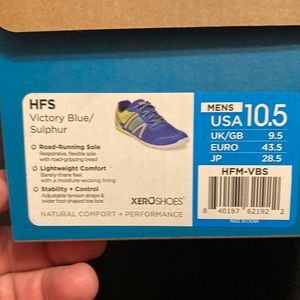 HFS
Victory Blue/
Sulphur
Road-Running Sole
Responsive, flexible sole
with road-gripping tread
Lightweight Comfort
Barely-there feel
with a moisture-wicking lining
Stability + Control
Adjustable tension straps &
wider foot-shaped toe box
XEROSHOES®
NATURAL COMFORT + PERFORMANCE
MENS
USA 10.5
UK/GB 9.5
EURO 43.5
JP 28.5
HFM-VBS
8 40187 62192 2
MADE IN CHINA